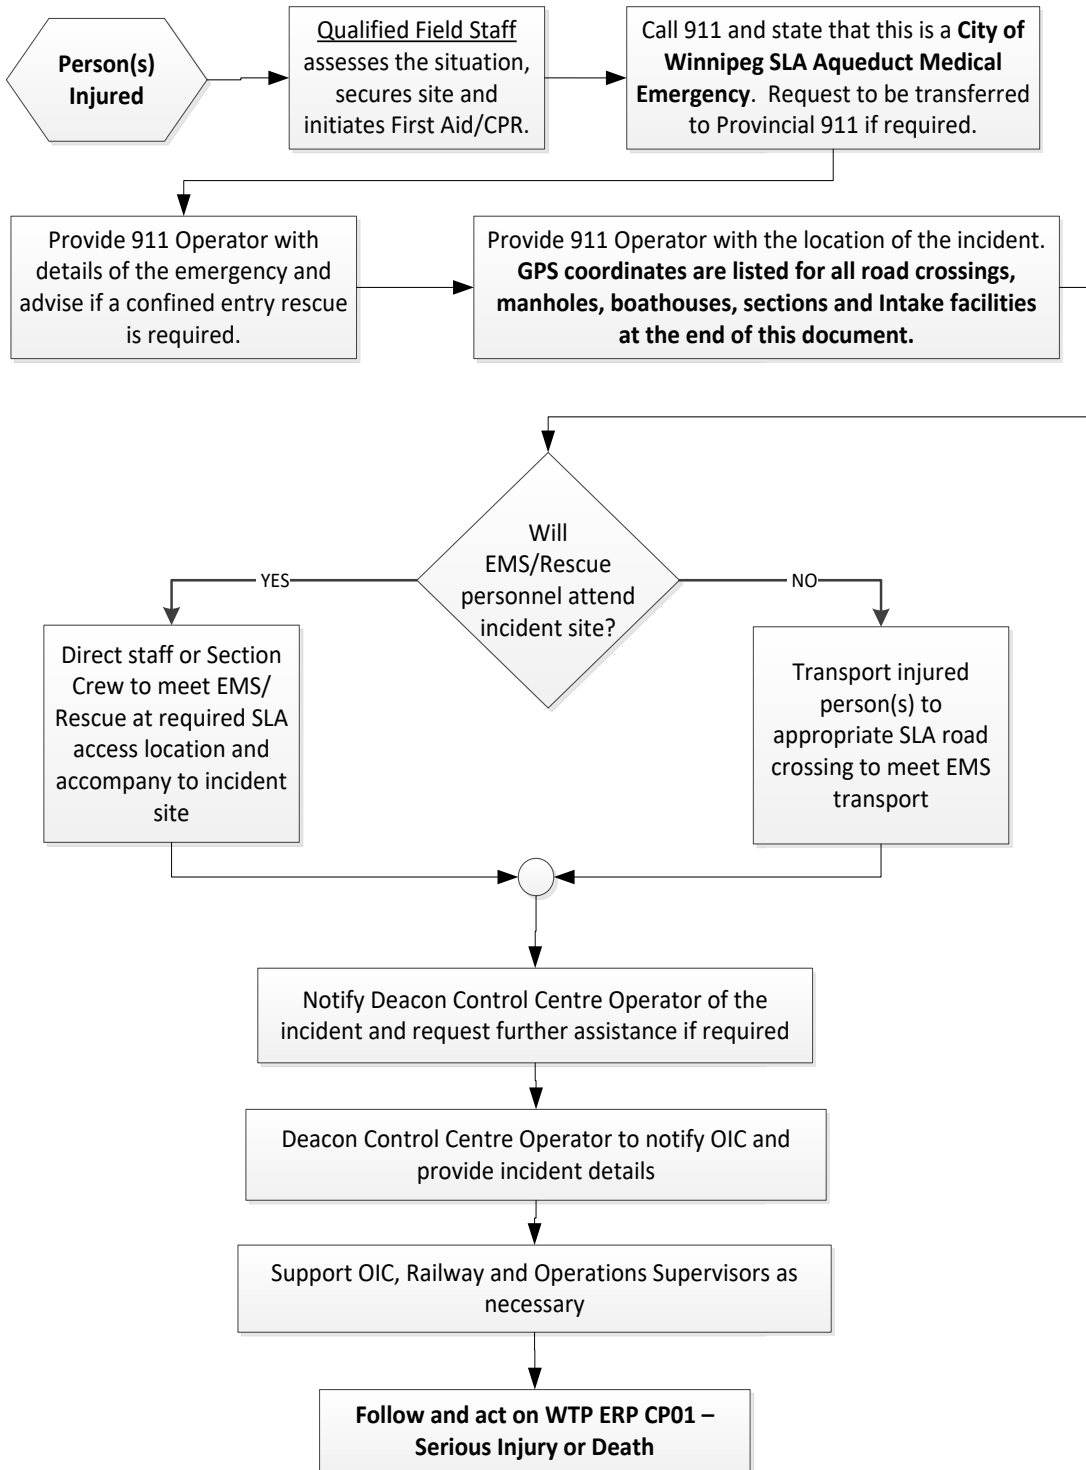 Person(s)
Injured
Qualified Field Staff
assesses the situation,
secures site and
initiates First Aid/CPR.
Call 911 and state that this is a City of
Winnipeg SLA Aqueduct Medical
Emergency.  Request to be transferred
to Provincial 911 if required.
Provide 911 Operator with
details of the emergency and
advise if a confined entry rescue
is required.
Provide 911 Operator with the location of the incident.
GPS coordinates are listed for all road crossings,
manholes, boathouses, sections and Intake facilities
at the end of this document.
Will
EMS/Rescue
personnel attend
incident site?
YES
NO
Direct staff or Section
Crew to meet EMS/
Rescue at required SLA
access location and
accompany to incident
site
Transport injured
person(s) to
appropriate SLA road
crossing to meet EMS
transport
Notify Deacon Control Centre Operator of the
incident and request further assistance if required
Deacon Control Centre Operator to notify OIC and
provide incident details
Support OIC, Railway and Operations Supervisors as
necessary
Follow and act on WTP ERP CP01 –
Serious Injury or Death